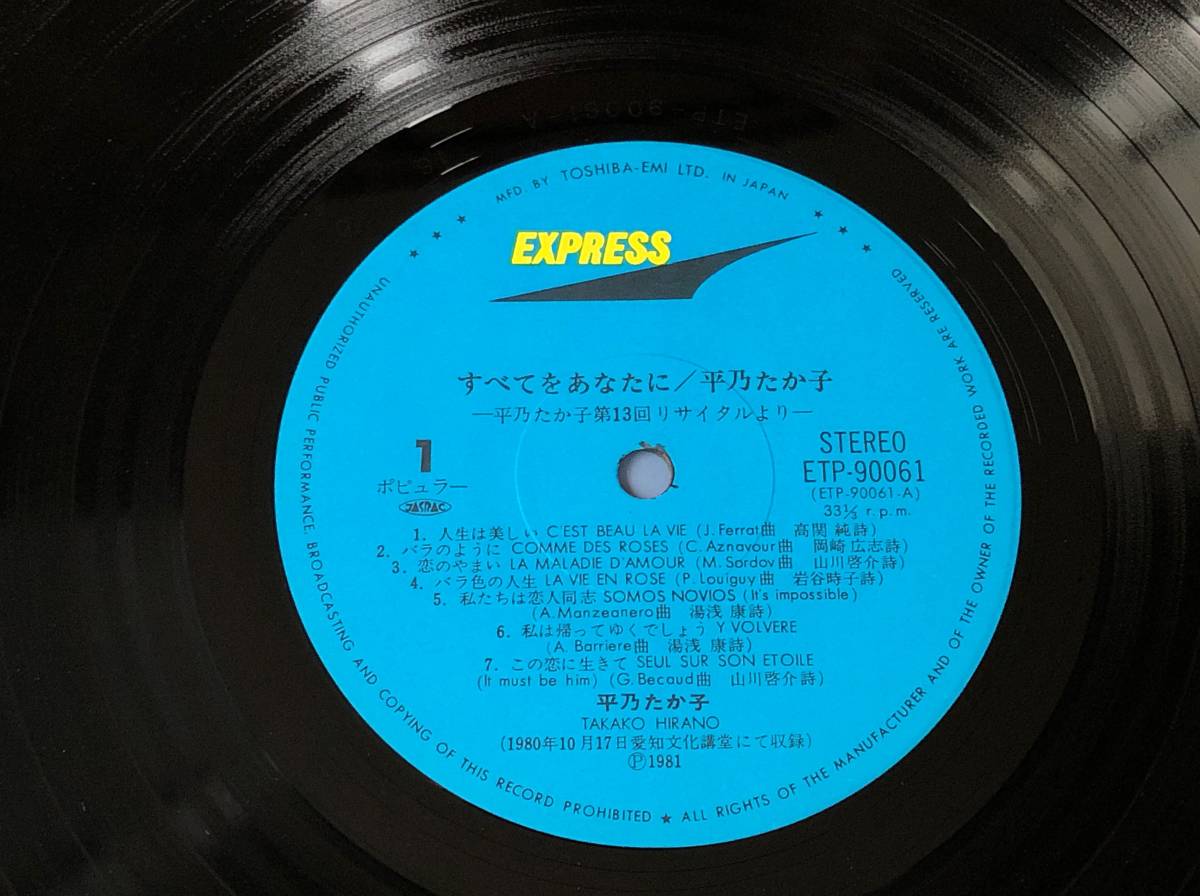 ETP-90061-A
MFD. BY TOSHIBA-EMI LTD. IN JAPAN
EXPRESS
すべてをあなたに／平乃たか子
—平乃たか子第13回リサイタルより—
1
ポピュラー
JASRAC
STEREO
ETP-90061
(ETP-90061-A)
33⅓ r.p.m.
1. 人生は美しい C'EST BEAU LA VIE (J. Ferrat曲 高関 純詩)
2. バラのように COMME DES ROSES (C. Aznavour曲 岡崎広志詩)
3. 恋のやまい LA MALADIE D'AMOUR (M. Sordov曲 山川啓介詩)
4. バラ色の人生 LA VIE EN ROSE (P. Louiguy曲 岩谷時子詩)
5. 私たちは恋人同志 SOMOS NOVIOS (It's impossible)
(A. Manzeanero曲 湯浅 康詩)
6. 私は帰ってゆくでしょう Y VOLVERE
(A. Barriere曲 湯浅 康詩)
7. この恋に生きて SEUL SUR SON ETOILE
(It must be him) (G. Becaud曲 山川啓介詩)
平乃たか子
TAKAKO HIRANO
(1980年10月17日愛知文化講堂にて収録)
Ⓟ1981
UNAUTHORIZED PUBLIC PERFORMANCE. BROADCASTING AND COPYING OF THIS RECORD PROHIBITED ★ ALL RIGHTS OF THE MANUFACTURER AND OF THE OWNER OF THE RECORDED WORK ARE RESERVED